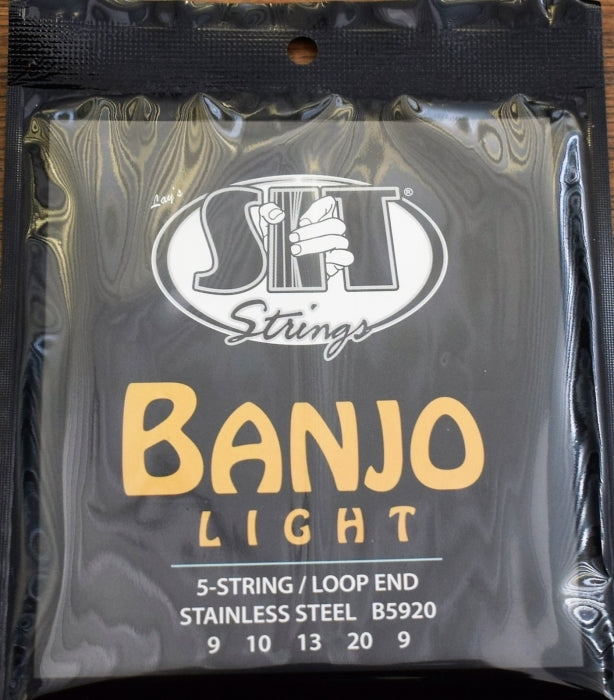 Lay's
SIT®
Strings
BANJO
LIGHT
5-STRING / LOOP END
STAINLESS STEEL B5920
9 10 13 20 9